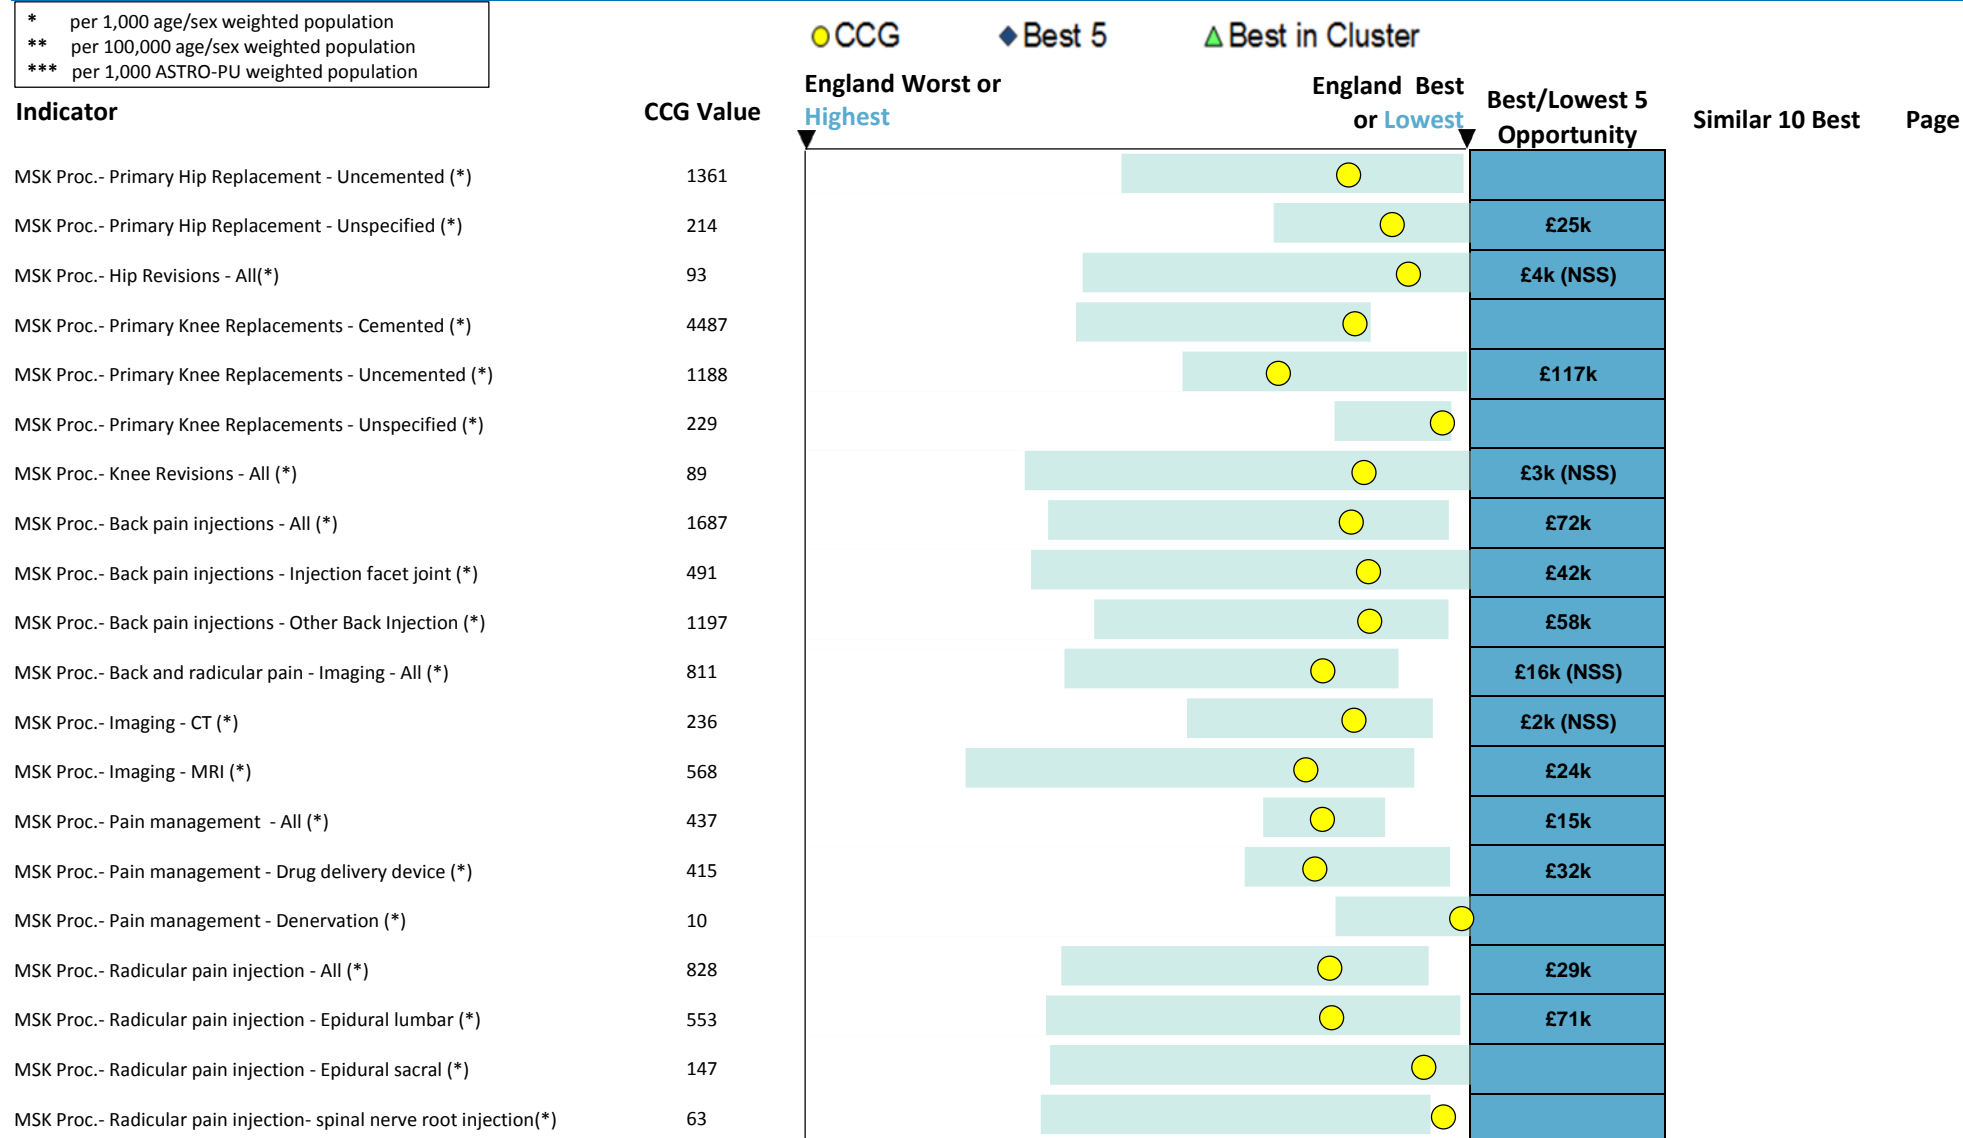 * per 1,000 age/sex weighted population
** per 100,000 age/sex weighted population
*** per 1,000 ASTRO-PU weighted population
CCG Best 5 Best in Cluster
Indicator CCG Value England Worst or Highest England Best or Lowest Best/Lowest 5 Opportunity Similar 10 Best Page
MSK Proc.- Primary Hip Replacement - Uncemented (*) 1361
MSK Proc.- Primary Hip Replacement - Unspecified (*) 214 £25k
MSK Proc.- Hip Revisions - All(*) 93 £4k (NSS)
MSK Proc.- Primary Knee Replacements - Cemented (*) 4487
MSK Proc.- Primary Knee Replacements - Uncemented (*) 1188 £117k
MSK Proc.- Primary Knee Replacements - Unspecified (*) 229
MSK Proc.- Knee Revisions - All (*) 89 £3k (NSS)
MSK Proc.- Back pain injections - All (*) 1687 £72k
MSK Proc.- Back pain injections - Injection facet joint (*) 491 £42k
MSK Proc.- Back pain injections - Other Back Injection (*) 1197 £58k
MSK Proc.- Back and radicular pain - Imaging - All (*) 811 £16k (NSS)
MSK Proc.- Imaging - CT (*) 236 £2k (NSS)
MSK Proc.- Imaging - MRI (*) 568 £24k
MSK Proc.- Pain management - All (*) 437 £15k
MSK Proc.- Pain management - Drug delivery device (*) 415 £32k
MSK Proc.- Pain management - Denervation (*) 10
MSK Proc.- Radicular pain injection - All (*) 828 £29k
MSK Proc.- Radicular pain injection - Epidural lumbar (*) 553 £71k
MSK Proc.- Radicular pain injection - Epidural sacral (*) 147
MSK Proc.- Radicular pain injection- spinal nerve root injection(*) 63